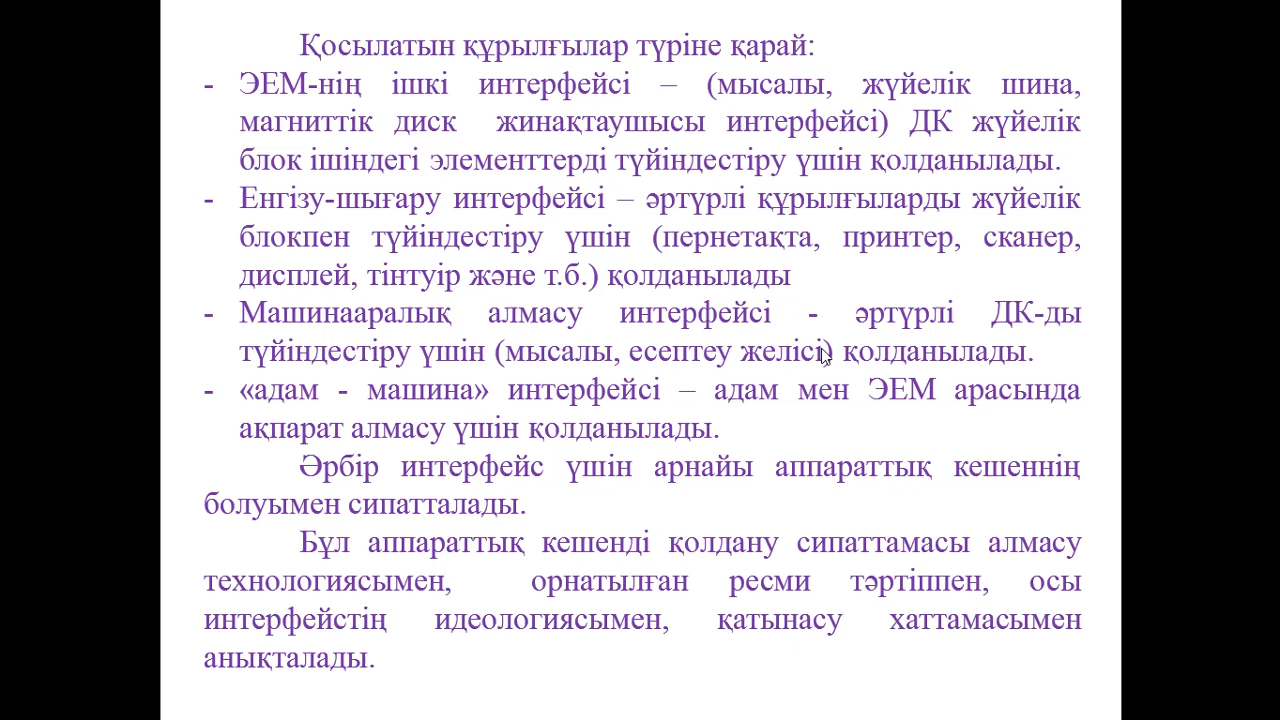 Қосылатын құрылғылар түріне қарай:
- ЭЕМ-нің ішкі интерфейсі – (мысалы, жүйелік шина,
магниттік диск жинақтаушысы интерфейсі) ДК жүйелік
блок ішіндегі элементтерді түйіндестіру үшін қолданылады.
- Енгізу-шығару интерфейсі – әртүрлі құрылғыларды жүйелік
блокпен түйіндестіру үшін (пернетақта, принтер, сканер,
дисплей, тінтуір және т.б.) қолданылады
- Машинааралық алмасу интерфейсі - әртүрлі ДК-ды
түйіндестіру үшін (мысалы, есептеу желісі) қолданылады.
- «адам - машина» интерфейсі – адам мен ЭЕМ арасында
ақпарат алмасу үшін қолданылады.
Әрбір интерфейс үшін арнайы аппараттық кешеннің
болуымен сипатталады.
Бұл аппараттық кешенді қолдану сипаттамасы алмасу
технологиясымен, орнатылған ресми тәртіппен, осы
интерфейстің идеологиясымен, қатынасу хаттамасымен
анықталады.